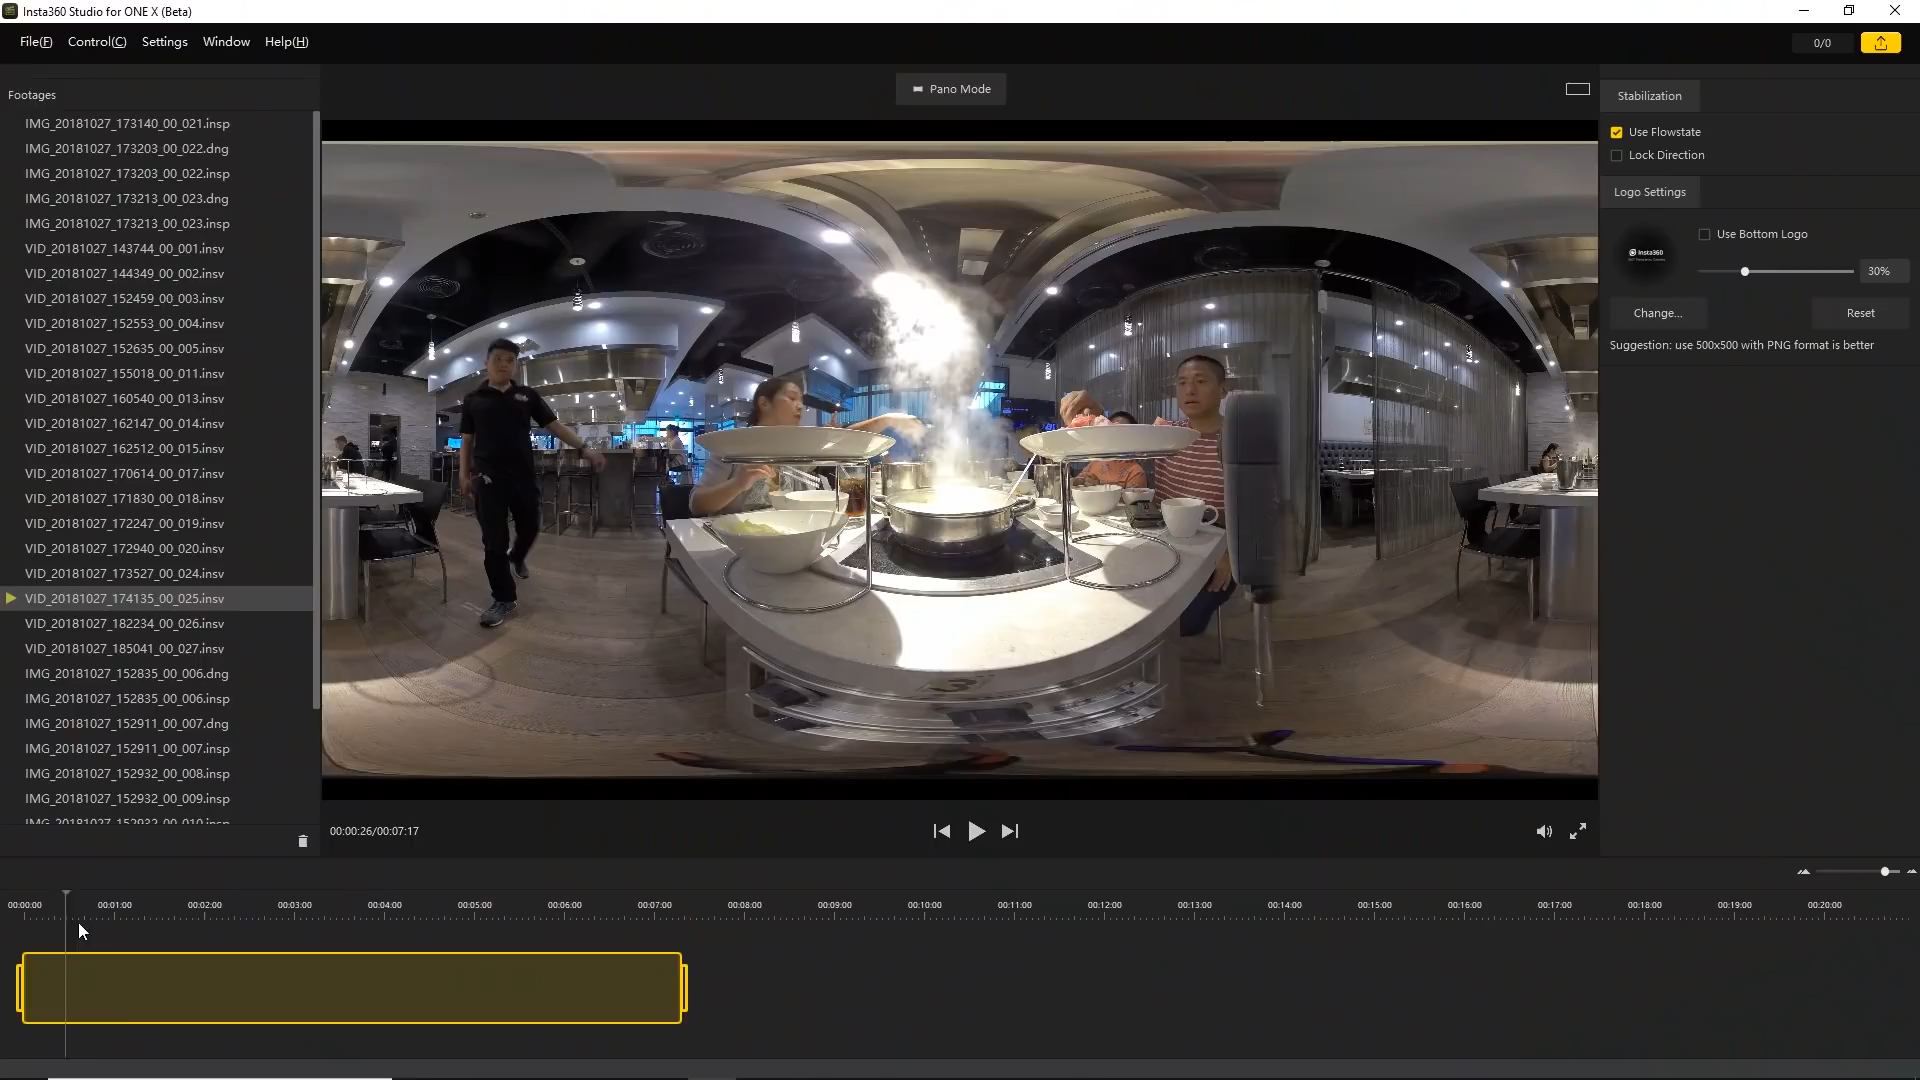 Insta360 Studio for ONE X (Beta)
File(F) Control(C) Settings Window Help(H)
0/0
Footages
Pano Mode
IMG_20181027_173140_00_021.insp
IMG_20181027_173203_00_022.dng
IMG_20181027_173203_00_022.insp
IMG_20181027_173213_00_023.dng
IMG_20181027_173213_00_023.insp
VID_20181027_143744_00_001.insv
VID_20181027_144349_00_002.insv
VID_20181027_152459_00_003.insv
VID_20181027_152553_00_004.insv
VID_20181027_152635_00_005.insv
VID_20181027_155018_00_011.insv
VID_20181027_160540_00_013.insv
VID_20181027_162147_00_014.insv
VID_20181027_162512_00_015.insv
VID_20181027_170614_00_017.insv
VID_20181027_171830_00_018.insv
VID_20181027_172247_00_019.insv
VID_20181027_172940_00_020.insv
VID_20181027_173527_00_024.insv
VID_20181027_174135_00_025.insv
VID_20181027_182234_00_026.insv
VID_20181027_185041_00_027.insv
IMG_20181027_152835_00_006.dng
IMG_20181027_152835_00_006.insp
IMG_20181027_152911_00_007.dng
IMG_20181027_152911_00_007.insp
IMG_20181027_152932_00_008.insp
IMG_20181027_152932_00_009.insp
IMG_20181027_152932_00_010.insp
Stabilization
Use Flowstate
Lock Direction
Logo Settings
Insta360
Use Bottom Logo
30%
Change...
Reset
Suggestion: use 500x500 with PNG format is better
00:00:26/00:07:17
00:00:00 00:01:00 00:02:00 00:03:00 00:04:00 00:05:00 00:06:00 00:07:00 00:08:00 00:09:00 00:10:00 00:11:00 00:12:00 00:13:00 00:14:00 00:15:00 00:16:00 00:17:00 00:18:00 00:19:00 00:20:00